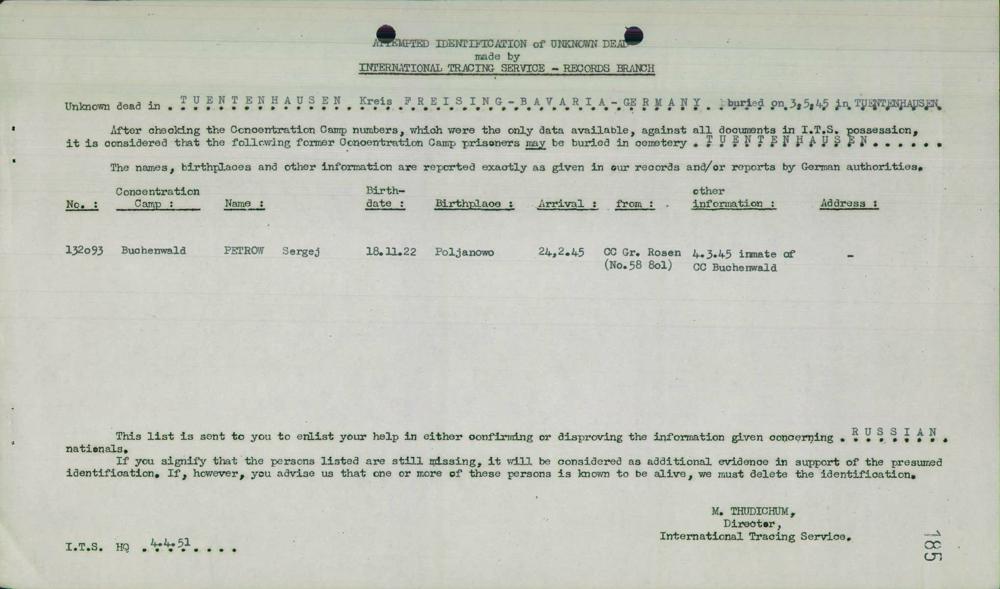 ATTEMPTED IDENTIFICATION of UNKNOWN DEAD
made by
INTERNATIONAL TRACING SERVICE - RECORDS BRANCH
Unknown dead in . TUENTENHAUSEN Kreis FREISING-BAVARIA-GERMANY . buried on 3.5.45 in TUENTENHAUSEN
After checking the Concentration Camp numbers, which were the only data available, against all documents in I.T.S. possession,
it is considered that the following former Concentration Camp prisoners may be buried in cemetery . TUENTENHAUSEN......
The names, birthplaces and other information are reported exactly as given in our records and/or reports by German authorities.
No. : Concentration Camp : Name : Birth-date : Birthplace : Arrival : from : other information : Address :
132o93 Buchenwald PETROW Sergej 18.11.22 Poljanowo 24,2.45 CC Gr. Rosen 4.3.45 inmate of -
(No.58 8o1) CC Buchenwald
This list is sent to you to enlist your help in either confirming or disproving the information given concerning . RUSSIAN.
nationals.
If you signify that the persons listed are still missing, it will be considered as additional evidence in support of the presumed
identification. If, however, you advise us that one or more of these persons is known to be alive, we must delete the identification.
M. THUDICHUM,
Director,
International Tracing Service.
I.T.S. HQ .4.4.51.....
185